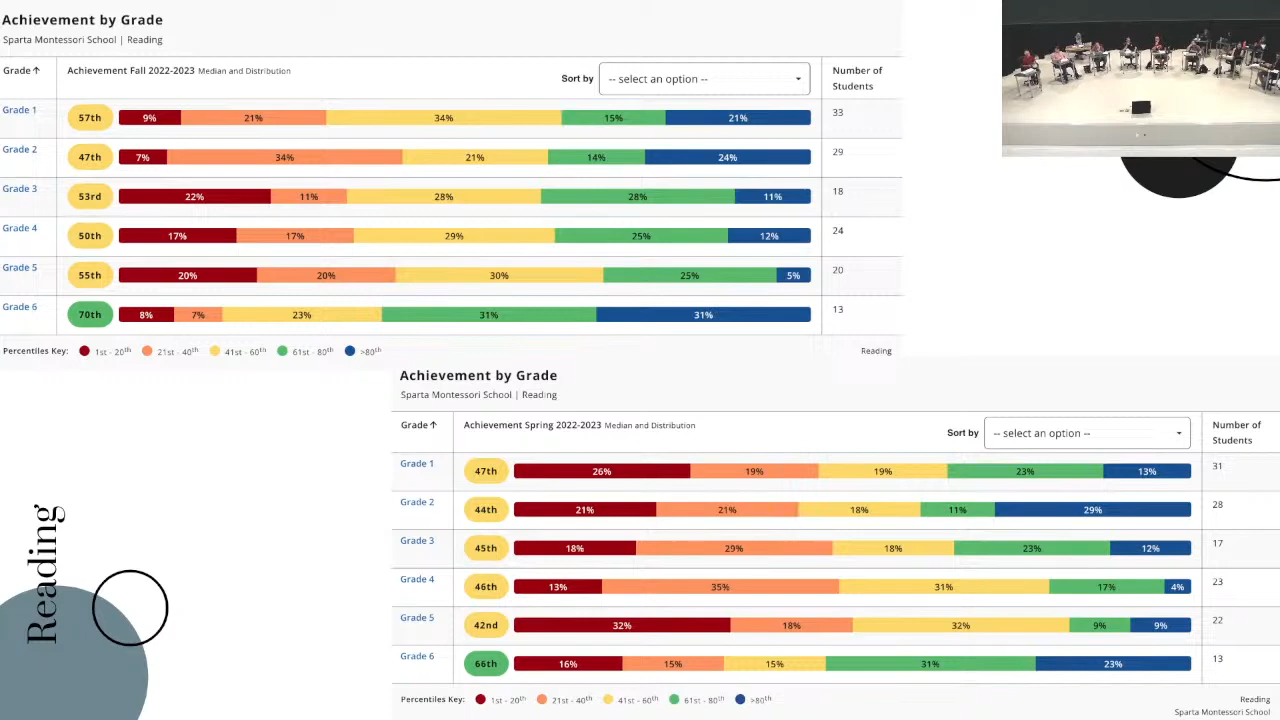 Achievement by Grade
Sparta Montessori School | Reading
Grade↑ Achievement Fall 2022-2023 Median and Distribution Sort by -- select an option -- Number of Students
Grade 1 57th 9% 21% 34% 15% 21% 33
Grade 2 47th 7% 34% 21% 14% 24% 29
Grade 3 53rd 22% 11% 28% 28% 11% 18
Grade 4 50th 17% 17% 29% 25% 12% 24
Grade 5 55th 20% 20% 30% 25% 5% 20
Grade 6 70th 8% 7% 23% 31% 31% 13
Percentiles Key: 1st - 20th 21st - 40th 41st - 60th 61st - 80th >80th Reading
Achievement by Grade
Sparta Montessori School | Reading
Grade↑ Achievement Spring 2022-2023 Median and Distribution Sort by -- select an option -- Number of Students
Grade 1 47th 26% 19% 19% 23% 13% 31
Grade 2 44th 21% 21% 18% 11% 29% 28
Grade 3 45th 18% 29% 18% 23% 12% 17
Grade 4 46th 13% 35% 31% 17% 4% 23
Grade 5 42nd 32% 18% 32% 9% 9% 22
Grade 6 66th 16% 15% 15% 31% 23% 13
Percentiles Key: 1st - 20th 21st - 40th 41st - 60th 61st - 80th >80th Reading
Sparta Montessori School
Reading